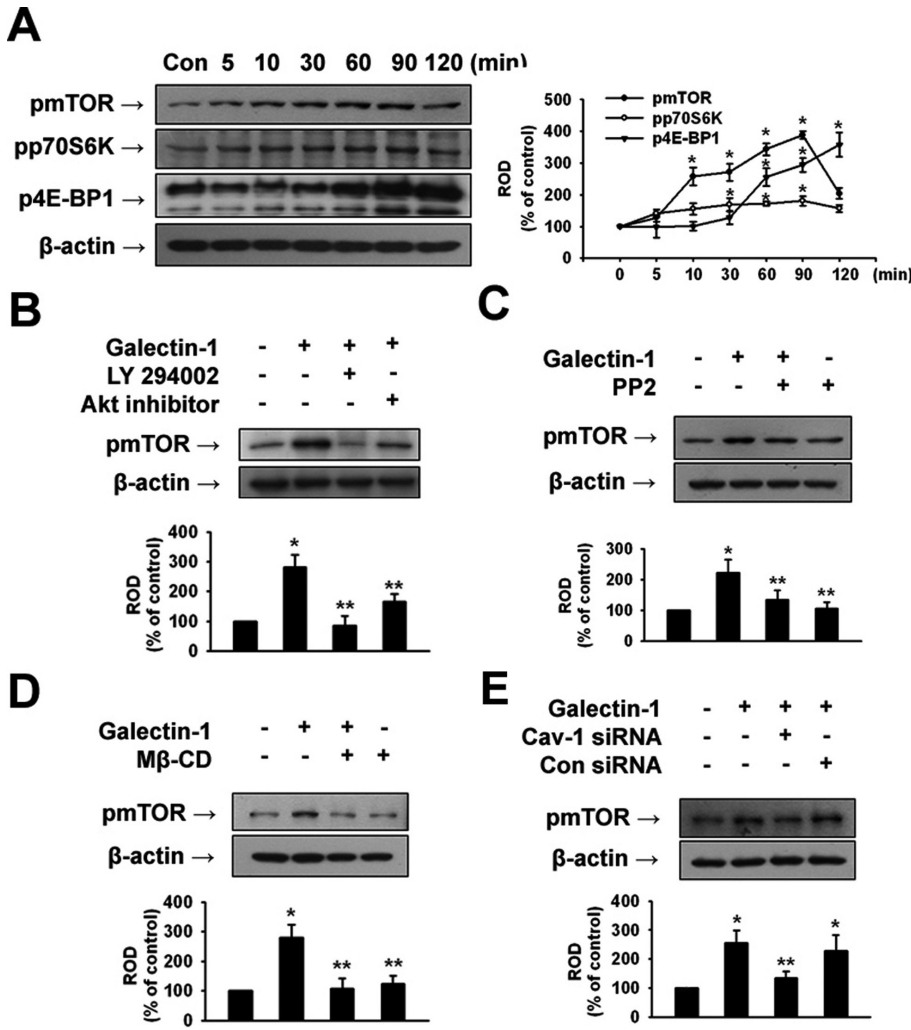 A
Con 5 10 30 60 90 120 (min)
pmTOR →
pp70S6K →
p4E-BP1 →
β-actin →
ROD
(% of control)
500
400
300
200
100
0
pmTOR
pp70S6K
p4E-BP1
* * * * *
* * *
* * *
0 5 10 30 60 90 120 (min)
B
Galectin-1 - + + +
LY 294002 - - + -
Akt inhibitor - - - +
pmTOR →
β-actin →
ROD
(% of control)
400
300
200
100
0
* ** **
C
Galectin-1 - + + -
PP2 - - + +
pmTOR →
β-actin →
ROD
(% of control)
400
300
200
100
0
* ** **
D
Galectin-1 - + + -
Mβ-CD - - + +
pmTOR →
β-actin →
ROD
(% of control)
400
300
200
100
0
* ** **
E
Galectin-1 - + + +
Cav-1 siRNA - - + -
Con siRNA - - - +
pmTOR →
β-actin →
ROD
(% of control)
400
300
200
100
0
* ** *